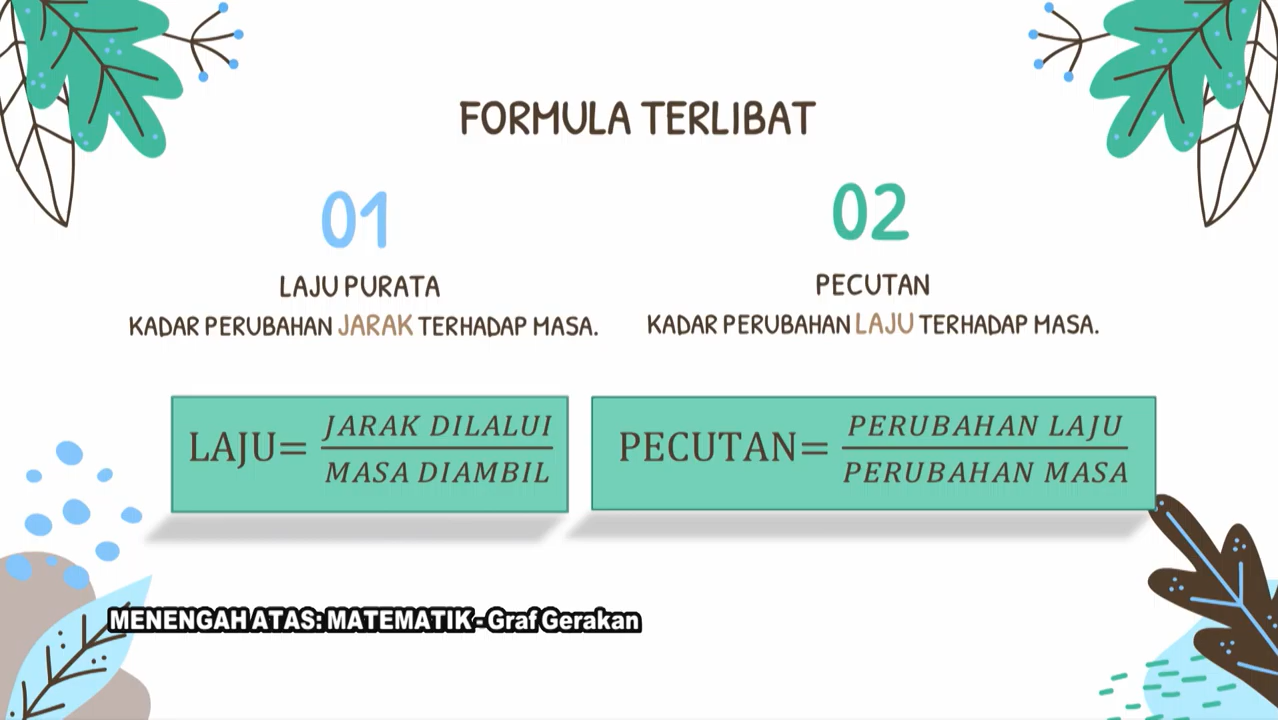 FORMULA TERLIBAT
01
LAJU PURATA
KADAR PERUBAHAN JARAK TERHADAP MASA.
LAJU= JARAK DILALUI
MASA DIAMBIL
02
PECUTAN
KADAR PERUBAHAN LAJU TERHADAP MASA.
PECUTAN= PERUBAHAN LAJU
PERUBAHAN MASA
MENENGAH ATAS: MATEMATIK - Graf Gerakan